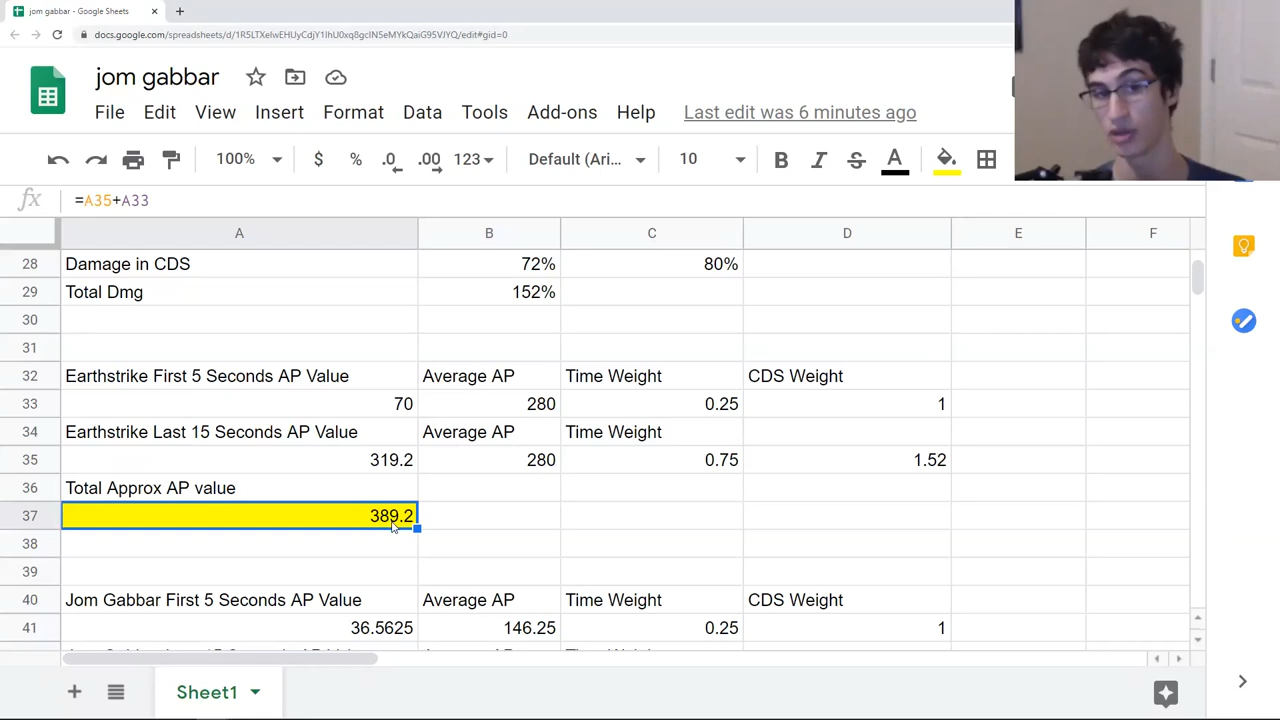 jom gabbar - Google Sheets
docs.google.com/spreadsheets/d/1R5LTXelwEHUyCdjY1lhU0xq8gclN5eMYkQaiG95VJYQ/edit#gid=0
jom gabbar
File Edit View Insert Format Data Tools Add-ons Help Last edit was 6 minutes ago
100% $ % .0 .00 123 Default (Ari... 10 B I S A
fx =A35+A33
A B C D E F
28 Damage in CDS 72% 80%
29 Total Dmg 152%
30
31
32 Earthstrike First 5 Seconds AP Value Average AP Time Weight CDS Weight
33 70 280 0.25 1
34 Earthstrike Last 15 Seconds AP Value Average AP Time Weight
35 319.2 280 0.75 1.52
36 Total Approx AP value
37 389.2
38
39
40 Jom Gabbar First 5 Seconds AP Value Average AP Time Weight CDS Weight
41 36.5625 146.25 0.25 1
Sheet1